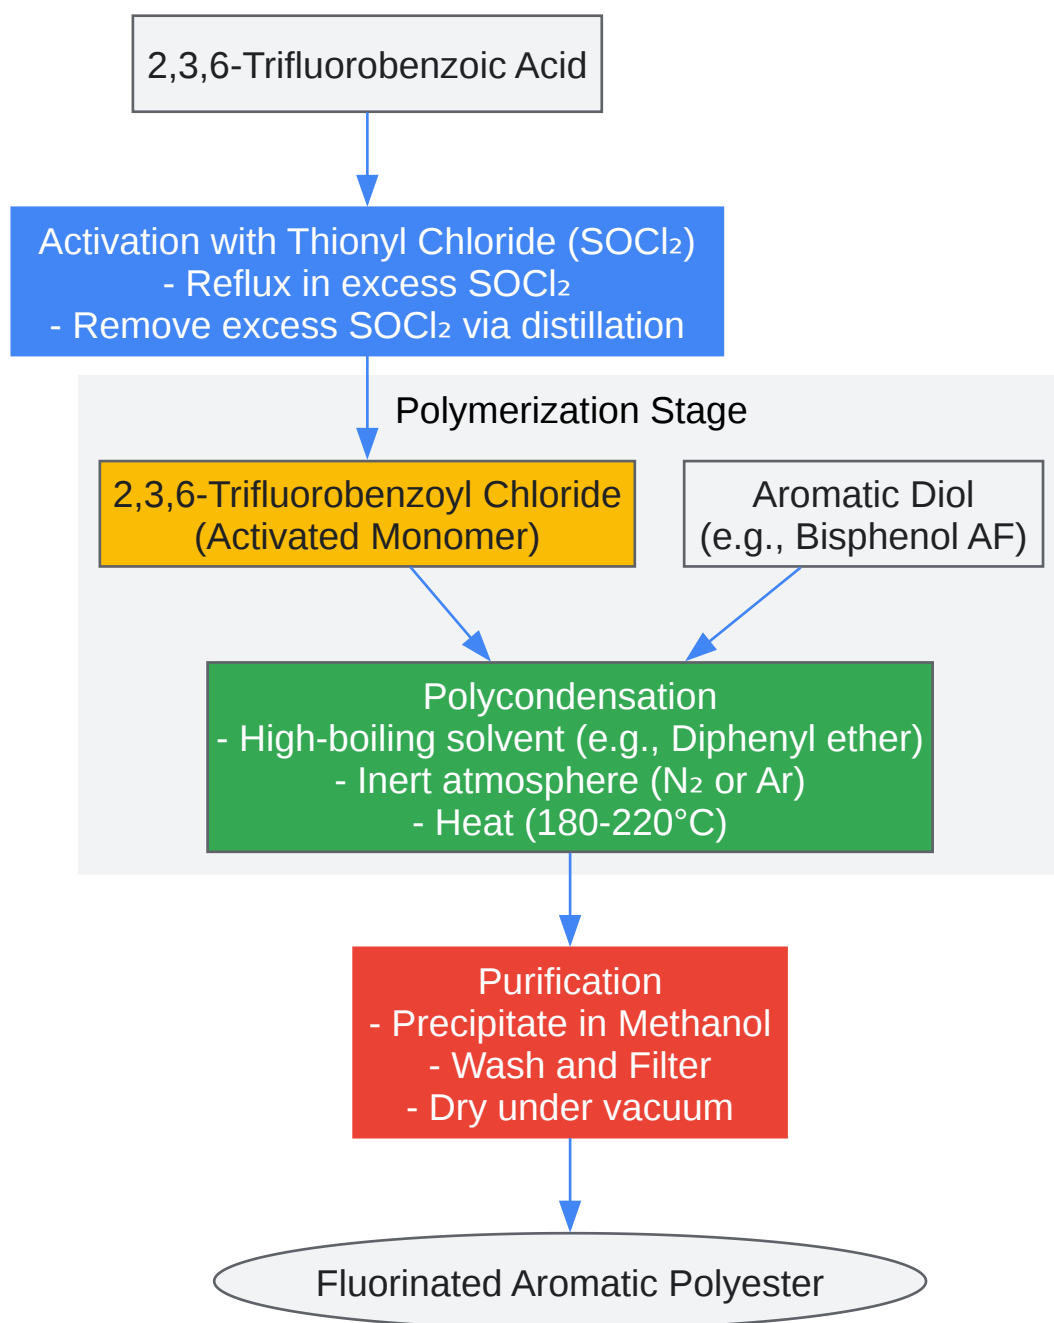 2,3,6-Trifluorobenzoic Acid
Activation with Thionyl Chloride (SOCl₂)
- Reflux in excess SOCl₂
- Remove excess SOCl₂ via distillation
Polymerization Stage
2,3,6-Trifluorobenzoyl Chloride
(Activated Monomer)
Aromatic Diol
(e.g., Bisphenol AF)
Polycondensation
- High-boiling solvent (e.g., Diphenyl ether)
- Inert atmosphere (N₂ or Ar)
- Heat (180-220°C)
Purification
- Precipitate in Methanol
- Wash and Filter
- Dry under vacuum
Fluorinated Aromatic Polyester